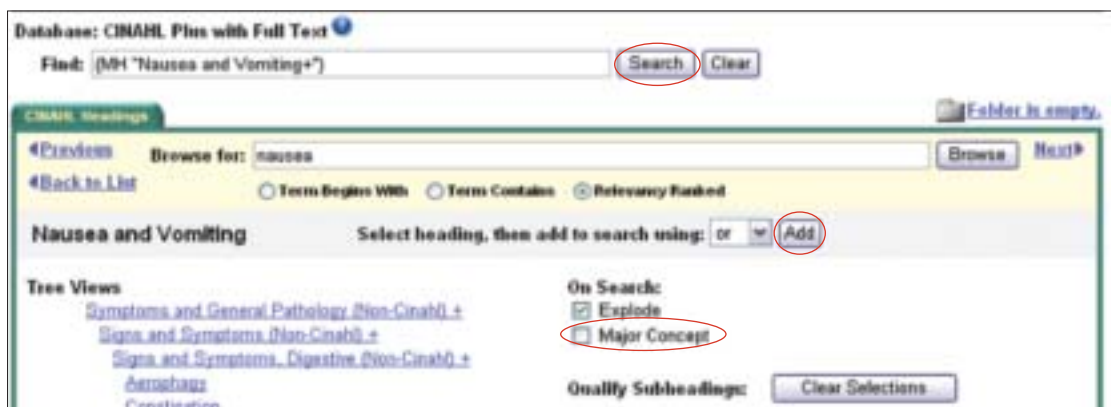 Database: CINAHL Plus with Full Text
Find: (MH "Nausea and Vomiting+") Search Clear
CINAHL Headings Folder is empty.
Previous Browse for: nausea Browse Next
Back to List Term Begins With Term Contains Relevancy Ranked
Nausea and Vomiting Select heading, then add to search using: or Add
Tree Views On Search:
Symptoms and General Pathology (Non-Cinahl) + Explode
Signs and Symptoms (Non-Cinahl) + Major Concept
Signs and Symptoms, Digestive (Non-Cinahl) +
Aerophagy Qualify Subheadings: Clear Selections
Constipation